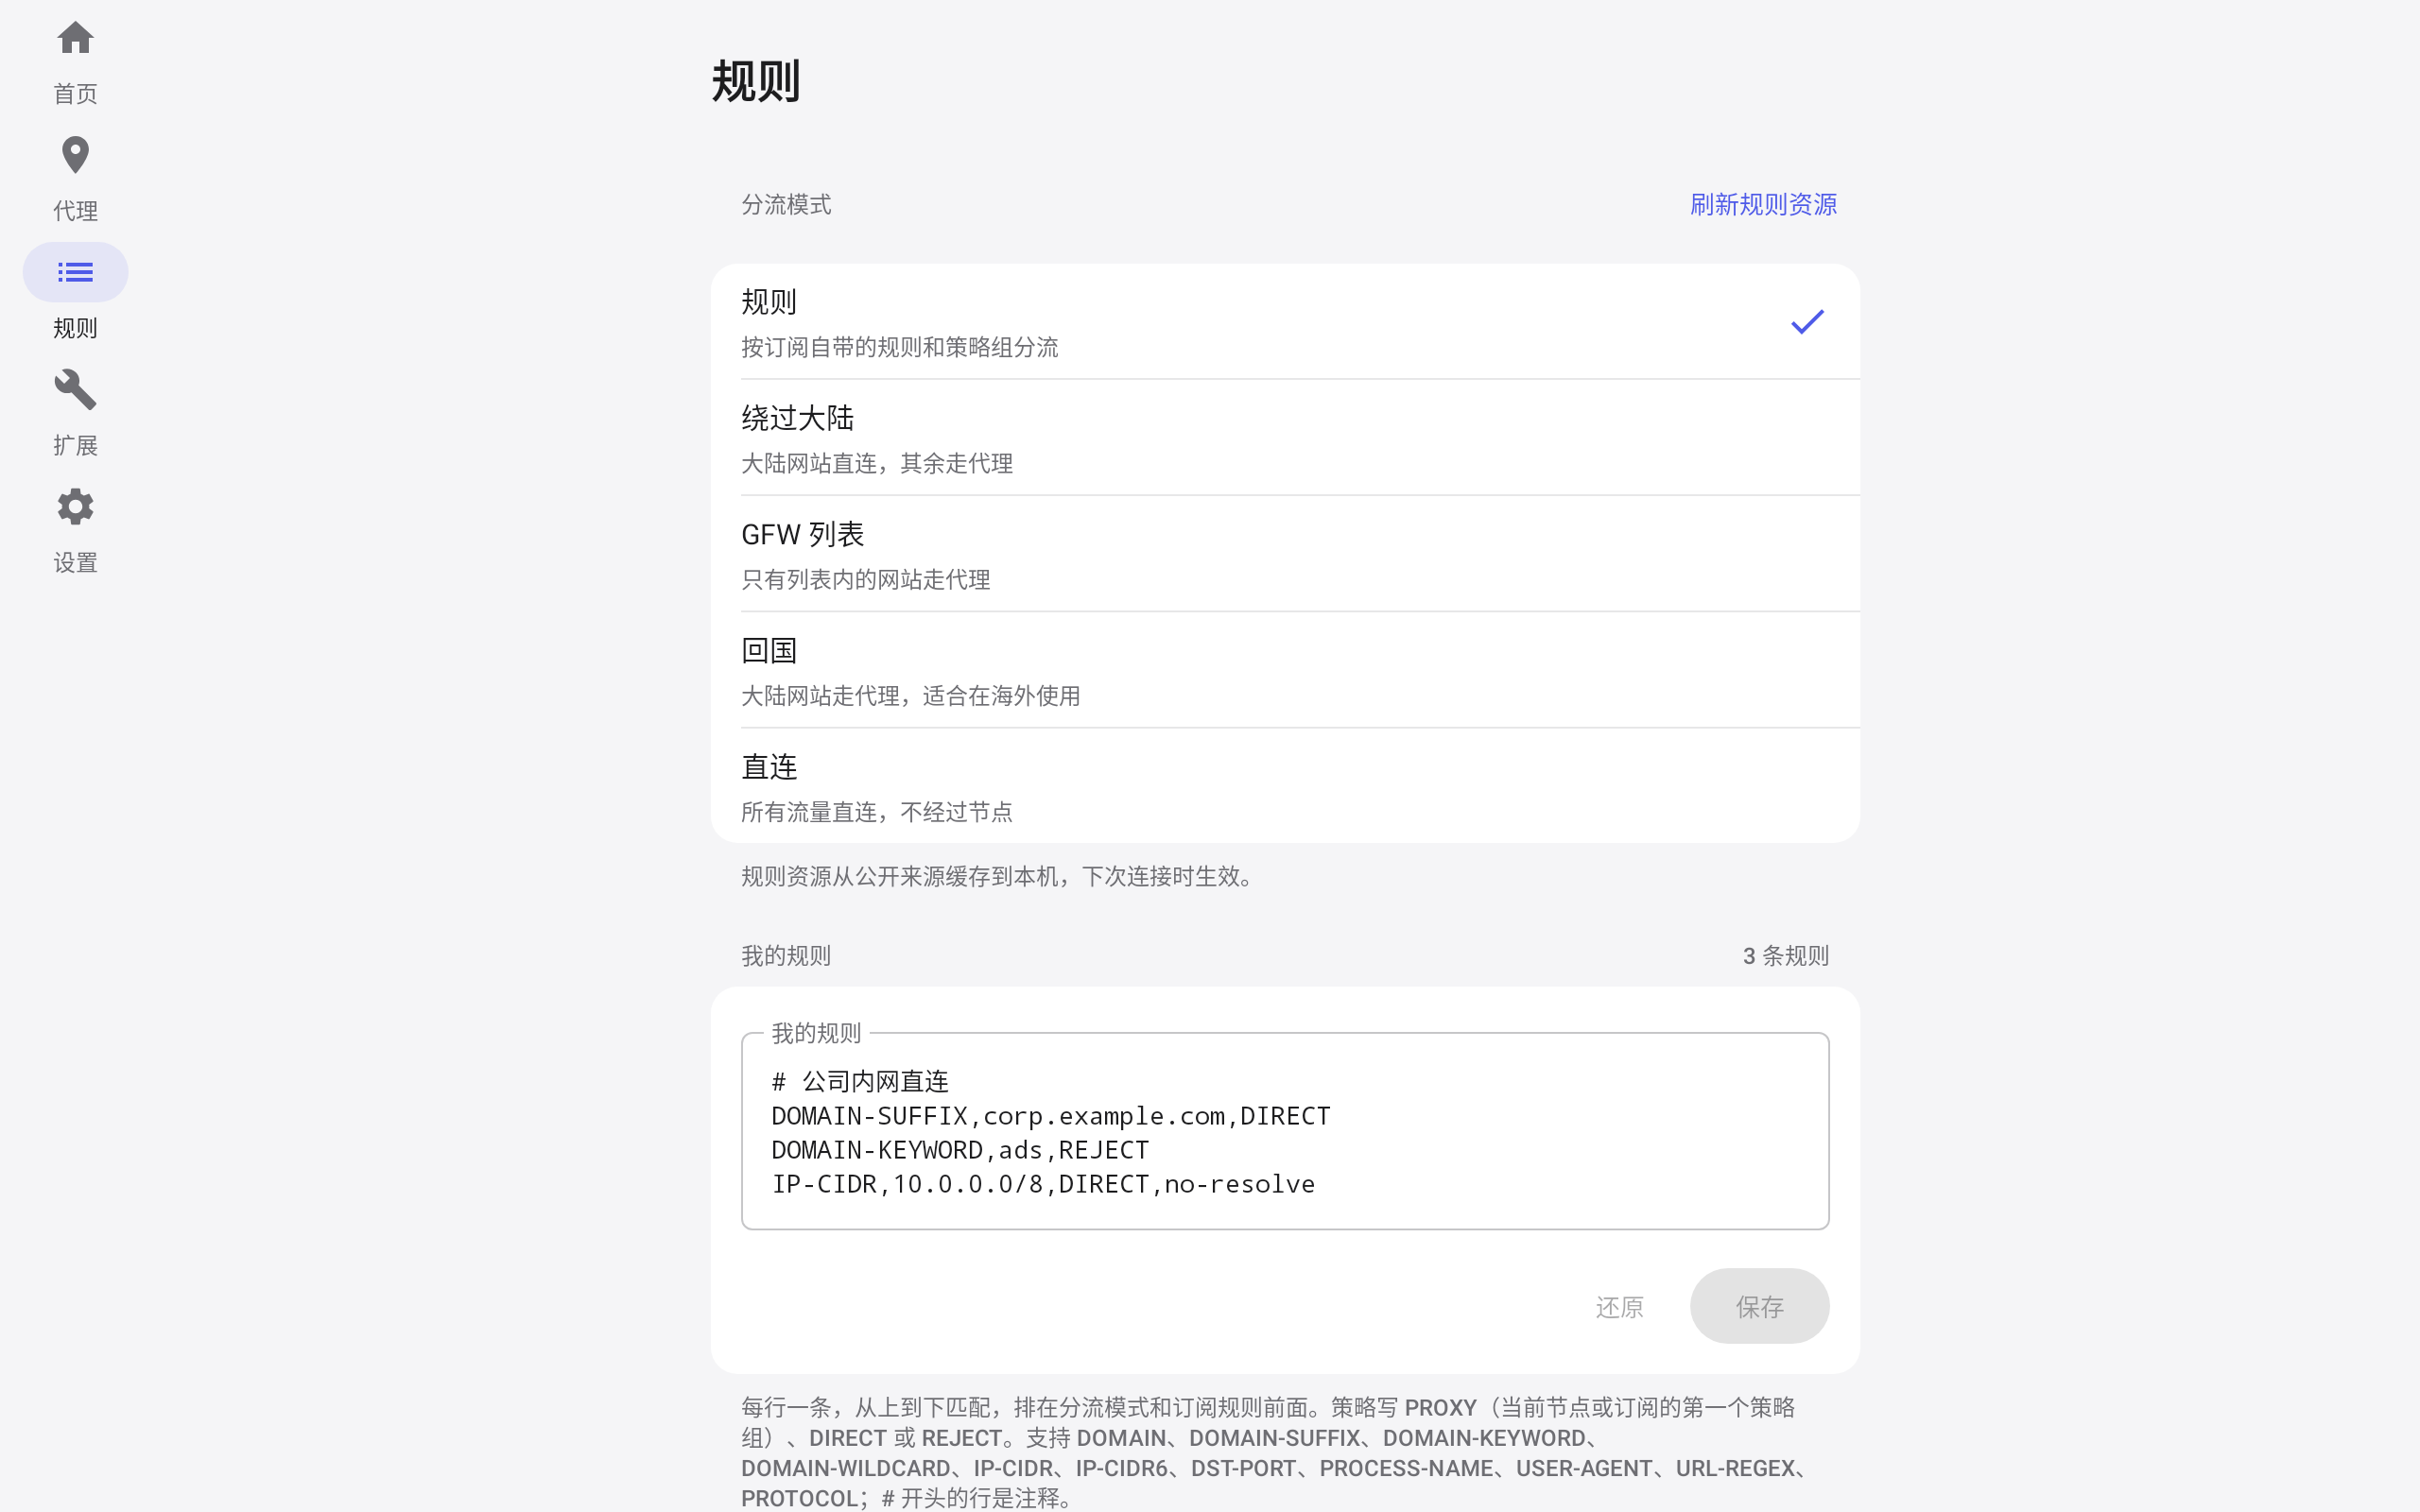 首页
代理
规则
扩展
设置
规则
分流模式
刷新规则资源
规则
按订阅自带的规则和策略组分流
绕过大陆
大陆网站直连，其余走代理
GFW 列表
只有列表内的网站走代理
回国
大陆网站走代理，适合在海外使用
直连
所有流量直连，不经过节点
规则资源从公开来源缓存到本机，下次连接时生效。
我的规则
3 条规则
我的规则
# 公司内网直连
DOMAIN-SUFFIX,corp.example.com,DIRECT
DOMAIN-KEYWORD,ads,REJECT
IP-CIDR,10.0.0.0/8,DIRECT,no-resolve
还原
保存
每行一条，从上到下匹配，排在分流模式和订阅规则前面。策略写 PROXY（当前节点或订阅的第一个策略
组）、DIRECT 或 REJECT。支持 DOMAIN、DOMAIN-SUFFIX、DOMAIN-KEYWORD、
DOMAIN-WILDCARD、IP-CIDR、IP-CIDR6、DST-PORT、PROCESS-NAME、USER-AGENT、URL-REGEX、
PROTOCOL；# 开头的行是注释。